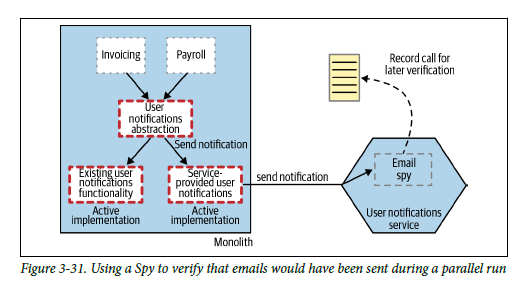 Invoicing
Payroll
Record call for
later verification
User
notifications
abstraction
Send notification
Existing user
notifications
functionality
Service-
provided user
notifications
send notification
Email
spy
Active
implementation
Active
implementation
User notifications
service
Monolith
Figure 3-31. Using a Spy to verify that emails would have been sent during a parallel run